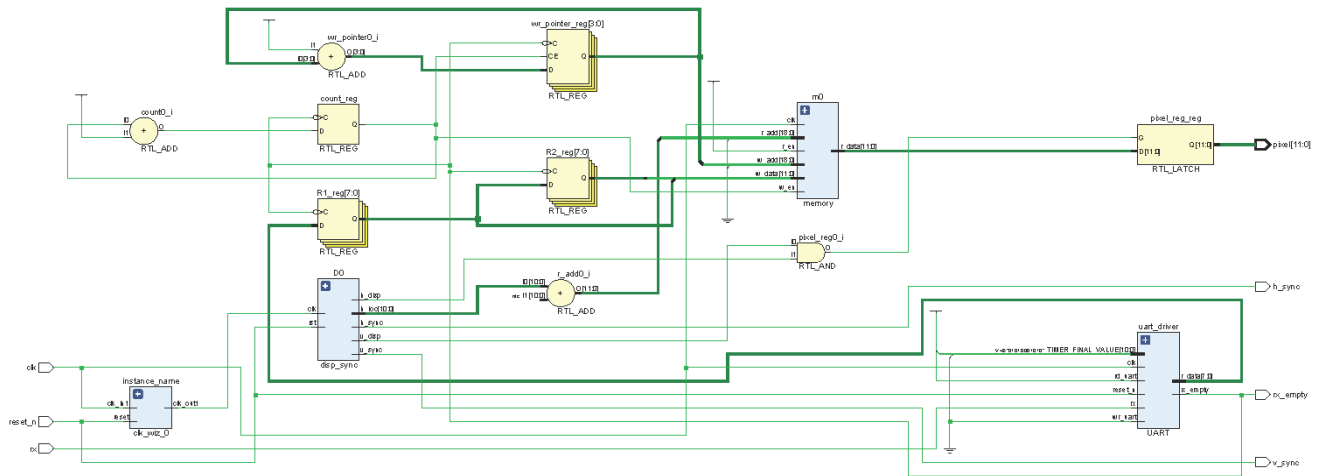 wr_pointer_reg[3:0]
wr_pointer0_i
I1
I0[3:0]
+
O[3:0]
RTL_ADD
C
CE
D
Q
RTL_REG
count0_i
I0
I1
+
O
RTL_ADD
count_reg
C
D
Q
RTL_REG
m0
clk
r_add[18:0]
r_en
w_add[18:0]
w_data[11:0]
w_en
r_data[11:0]
memory
pixel_reg_reg
G
D[11:0]
Q[11:0]
RTL_LATCH
pixel[11:0]
R2_reg[7:0]
C
D
Q
RTL_REG
R1_reg[7:0]
C
D
Q
RTL_REG
pixel_reg0_i
I0
I1
O
RTL_AND
D0
clk
rst
h_disp
h_loc[10:0]
h_sync
v_disp
v_sync
disp_sync
r_add0_i
I0[10:0]
I1[10:0]
+
O[11:0]
RTL_ADD
h_sync
uart_driver
TIMER_FINAL_VALUE[10:0]
clk
rd_uart
reset_n
rx
wr_uart
r_data[7:0]
rx_empty
UART
clk
instance_name
clk_in1
reset
clk_out1
clk_wiz_0
reset_n
rx
rx_empty
v_sync